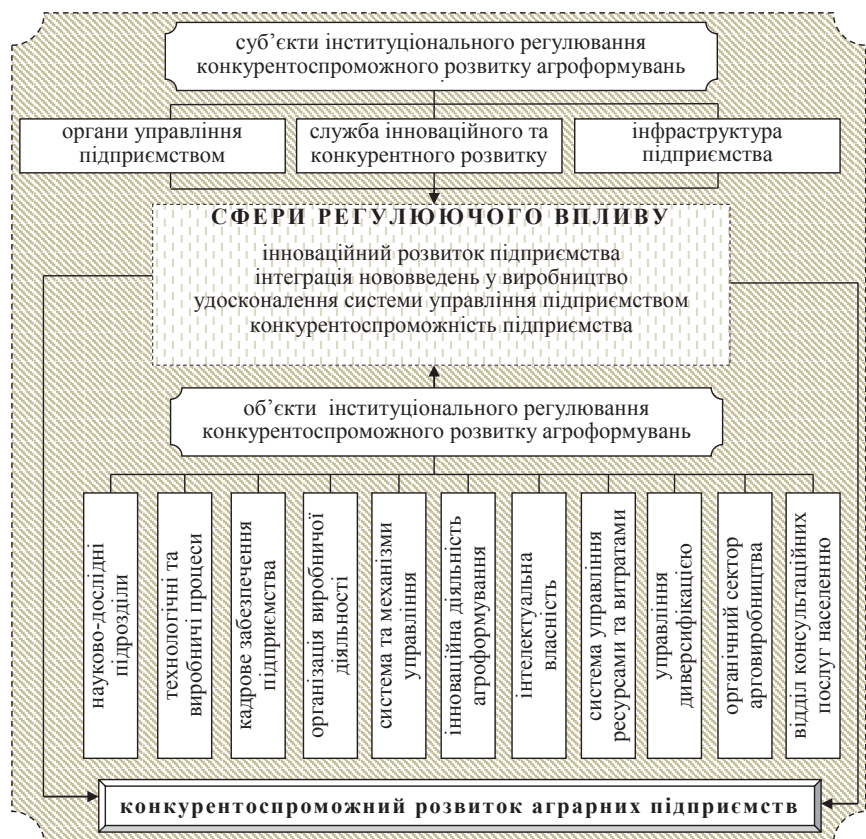 суб’єкти інституціонального регулювання
конкурентоспроможного розвитку агроформувань
органи управління
підприємством
служба інноваційного та
конкурентного розвитку
інфраструктура
підприємства
СФЕРИ РЕГУЛЮЮЧОГО ВПЛИВУ
інноваційний розвиток підприємства
інтеграція нововведень у виробництво
удосконалення системи управління підприємством
конкурентоспроможність підприємства
об’єкти інституціонального регулювання
конкурентоспроможного розвитку агроформувань
науково-дослідні
підрозділи
технологічні та
виробничі процеси
кадрове забезпечення
підприємства
організація виробничої
діяльності
система та механізми
управління
інноваційна діяльність
агроформування
інтелектуальна
власність
система управління
ресурсами та витратами
управління
диверсифікацією
органічний сектор
арговиробництва
відділ консультаційних
послуг населенню
конкурентоспроможний розвиток аграрних підприємств